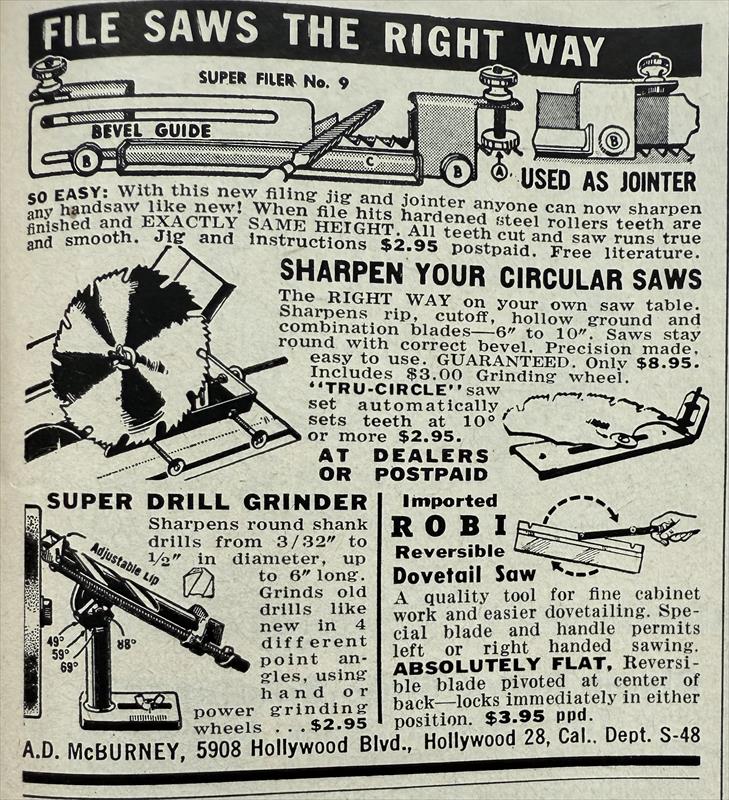 FILE SAWS THE RIGHT WAY
SUPER FILER No. 9
BEVEL GUIDE
B
C
B
A
B
USED AS JOINTER
SO EASY: With this new filing jig and jointer anyone can now sharpen
any handsaw like new! When file hits hardened steel rollers teeth are
finished and EXACTLY SAME HEIGHT. All teeth cut and saw runs true
and smooth. Jig and instructions $2.95 postpaid. Free literature.
SHARPEN YOUR CIRCULAR SAWS
The RIGHT WAY on your own saw table.
Sharpens rip, cutoff, hollow ground and
combination blades—6" to 10". Saws stay
round with correct bevel. Precision made,
easy to use. GUARANTEED. Only $8.95.
Includes $3.00 Grinding wheel.
"TRU-CIRCLE" saw
set automatically
sets teeth at 10°
or more $2.95.
AT DEALERS
OR POSTPAID
SUPER DRILL GRINDER
Sharpens round shank
drills from 3/32" to
1/2" in diameter, up
to 6" long.
Grinds old
drills like
new in 4
different
point an-
gles, using
hand or
power grinding
wheels ...$2.95
Adjustable Lip
49°
59°
69°
88°
Imported
ROBI
Reversible
Dovetail Saw
A quality tool for fine cabinet
work and easier dovetailing. Spe-
cial blade and handle permits
left or right handed sawing.
ABSOLUTELY FLAT, Reversi-
ble blade pivoted at center of
back—locks immediately in either
position. $3.95 ppd.
A.D. McBURNEY, 5908 Hollywood Blvd., Hollywood 28, Cal.. Dept. S-48